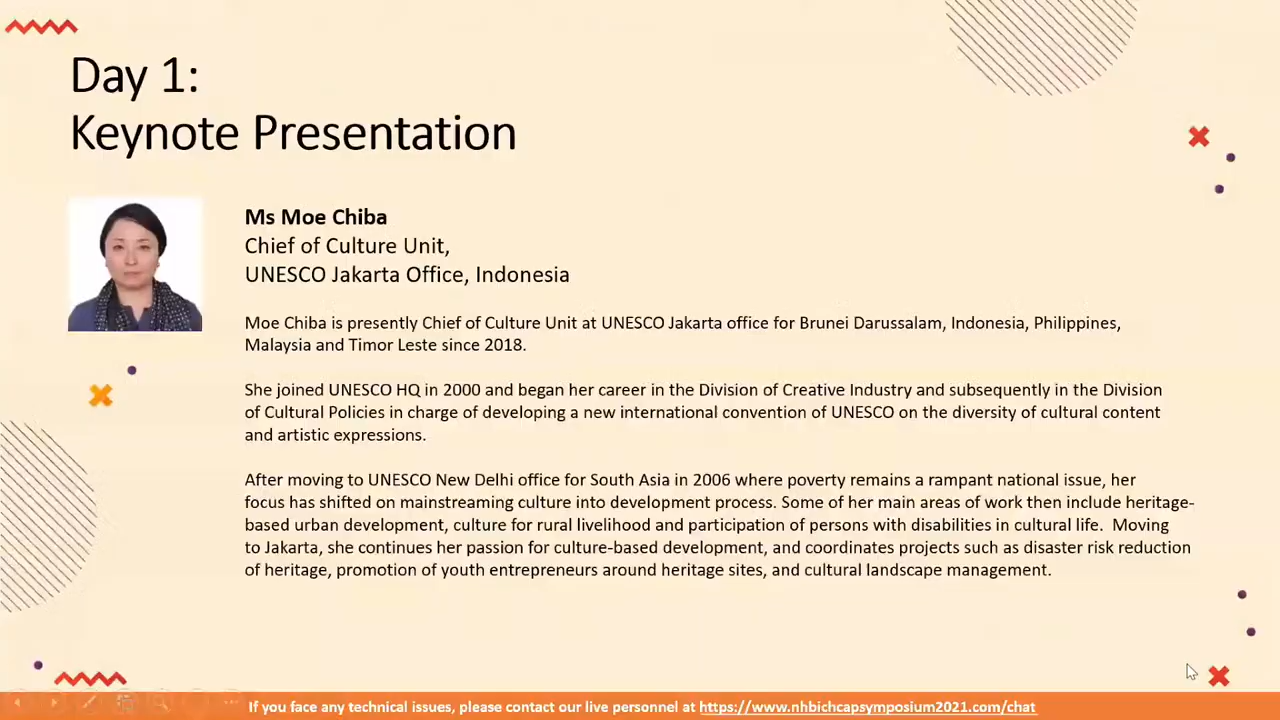 Day 1:
Keynote Presentation
Ms Moe Chiba
Chief of Culture Unit,
UNESCO Jakarta Office, Indonesia
Moe Chiba is presently Chief of Culture Unit at UNESCO Jakarta office for Brunei Darussalam, Indonesia, Philippines,
Malaysia and Timor Leste since 2018.
She joined UNESCO HQ in 2000 and began her career in the Division of Creative Industry and subsequently in the Division
of Cultural Policies in charge of developing a new international convention of UNESCO on the diversity of cultural content
and artistic expressions.
After moving to UNESCO New Delhi office for South Asia in 2006 where poverty remains a rampant national issue, her
focus has shifted on mainstreaming culture into development process. Some of her main areas of work then include heritage-
based urban development, culture for rural livelihood and participation of persons with disabilities in cultural life.  Moving
to Jakarta, she continues her passion for culture-based development, and coordinates projects such as disaster risk reduction
of heritage, promotion of youth entrepreneurs around heritage sites, and cultural landscape management.
If you face any technical issues, please contact our live personnel at https://www.nhbichcapsymposium2021.com/chat